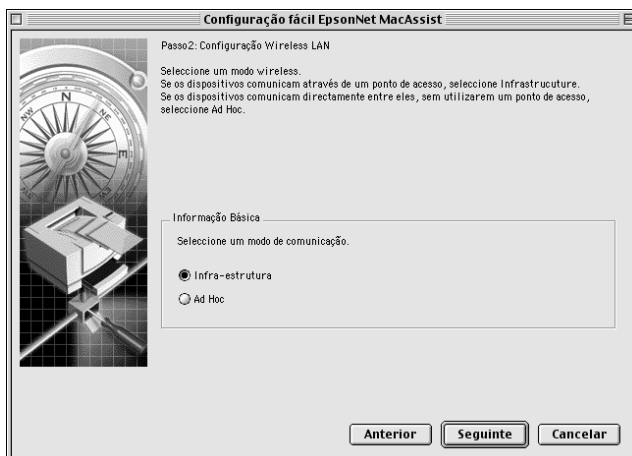 Configuração fácil EpsonNet MacAssist
Passo2: Configuração Wireless LAN
Seleccione um modo wireless.
Se os dispositivos comunicam através de um ponto de acesso, seleccione Infrastrucuture.
Se os dispositivos comunicam directamente entre eles, sem utilizarem um ponto de acesso,
seleccione Ad Hoc.
N
NE
E
NW
Informação Básica
Seleccione um modo de comunicação.
Infra-estrutura
Ad Hoc
Anterior
Seguinte
Cancelar